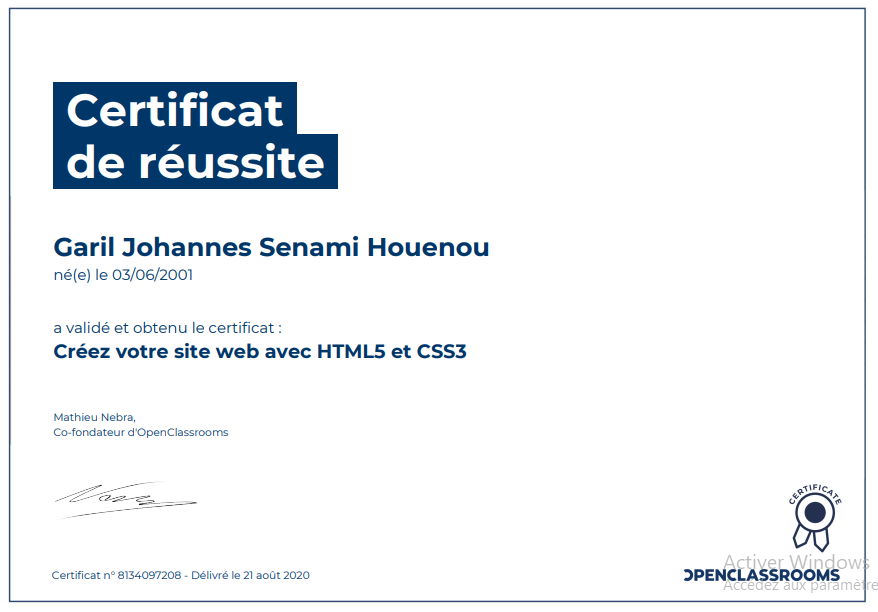 Certificat
de réussite
Garil Johannes Senami Houenou
né(e) le 03/06/2001
a validé et obtenu le certificat :
Créez votre site web avec HTML5 et CSS3
Mathieu Nebra,
Co-fondateur d'OpenClassrooms
CERTIFICATE
Activer Windows
Certificat n° 8134097208 - Délivré le 21 août 2020
OPENCLASSROOMS
Accédez aux paramètre